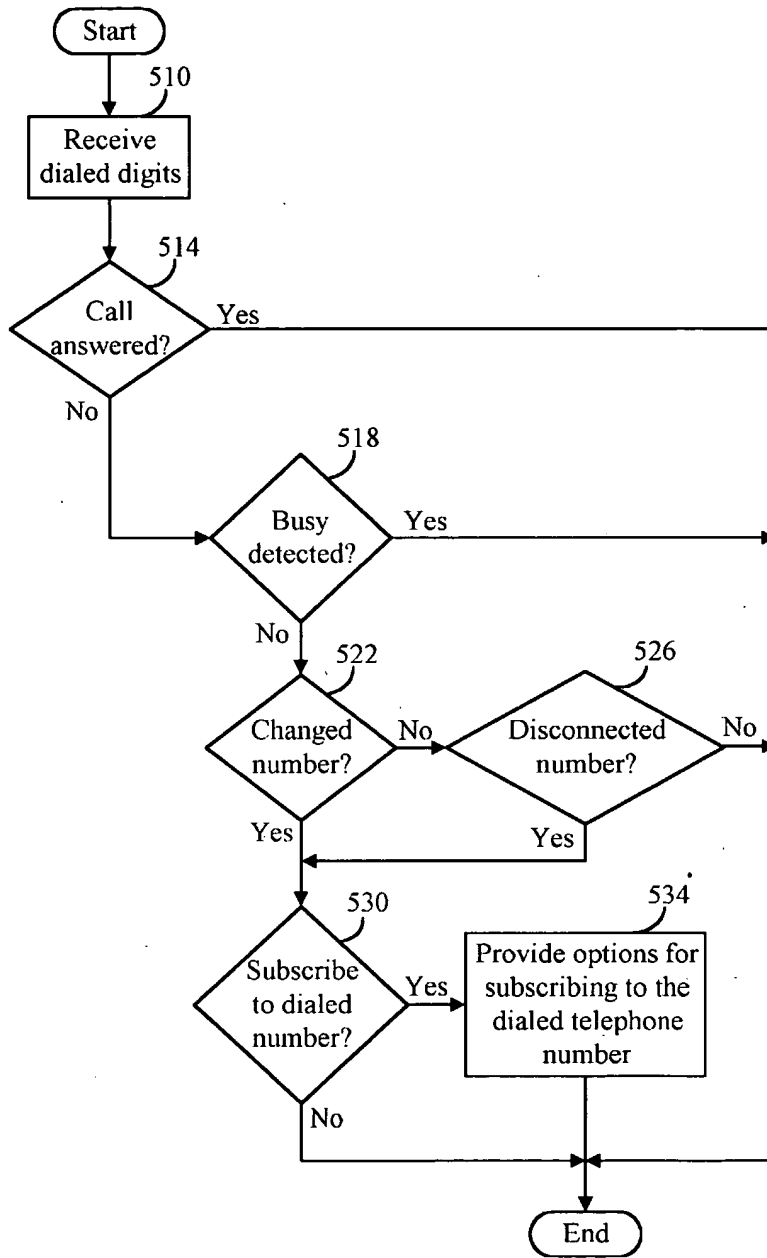 Start
510
Receive
dialed digits
514
Call
answered?
Yes
No
518
Busy
detected?
Yes
No
522
Changed
number?
No
526
Disconnected
number?
No
Yes
Yes
530
Subscribe
to dialed
number?
Yes
534
Provide options for
subscribing to the
dialed telephone
number
No
End